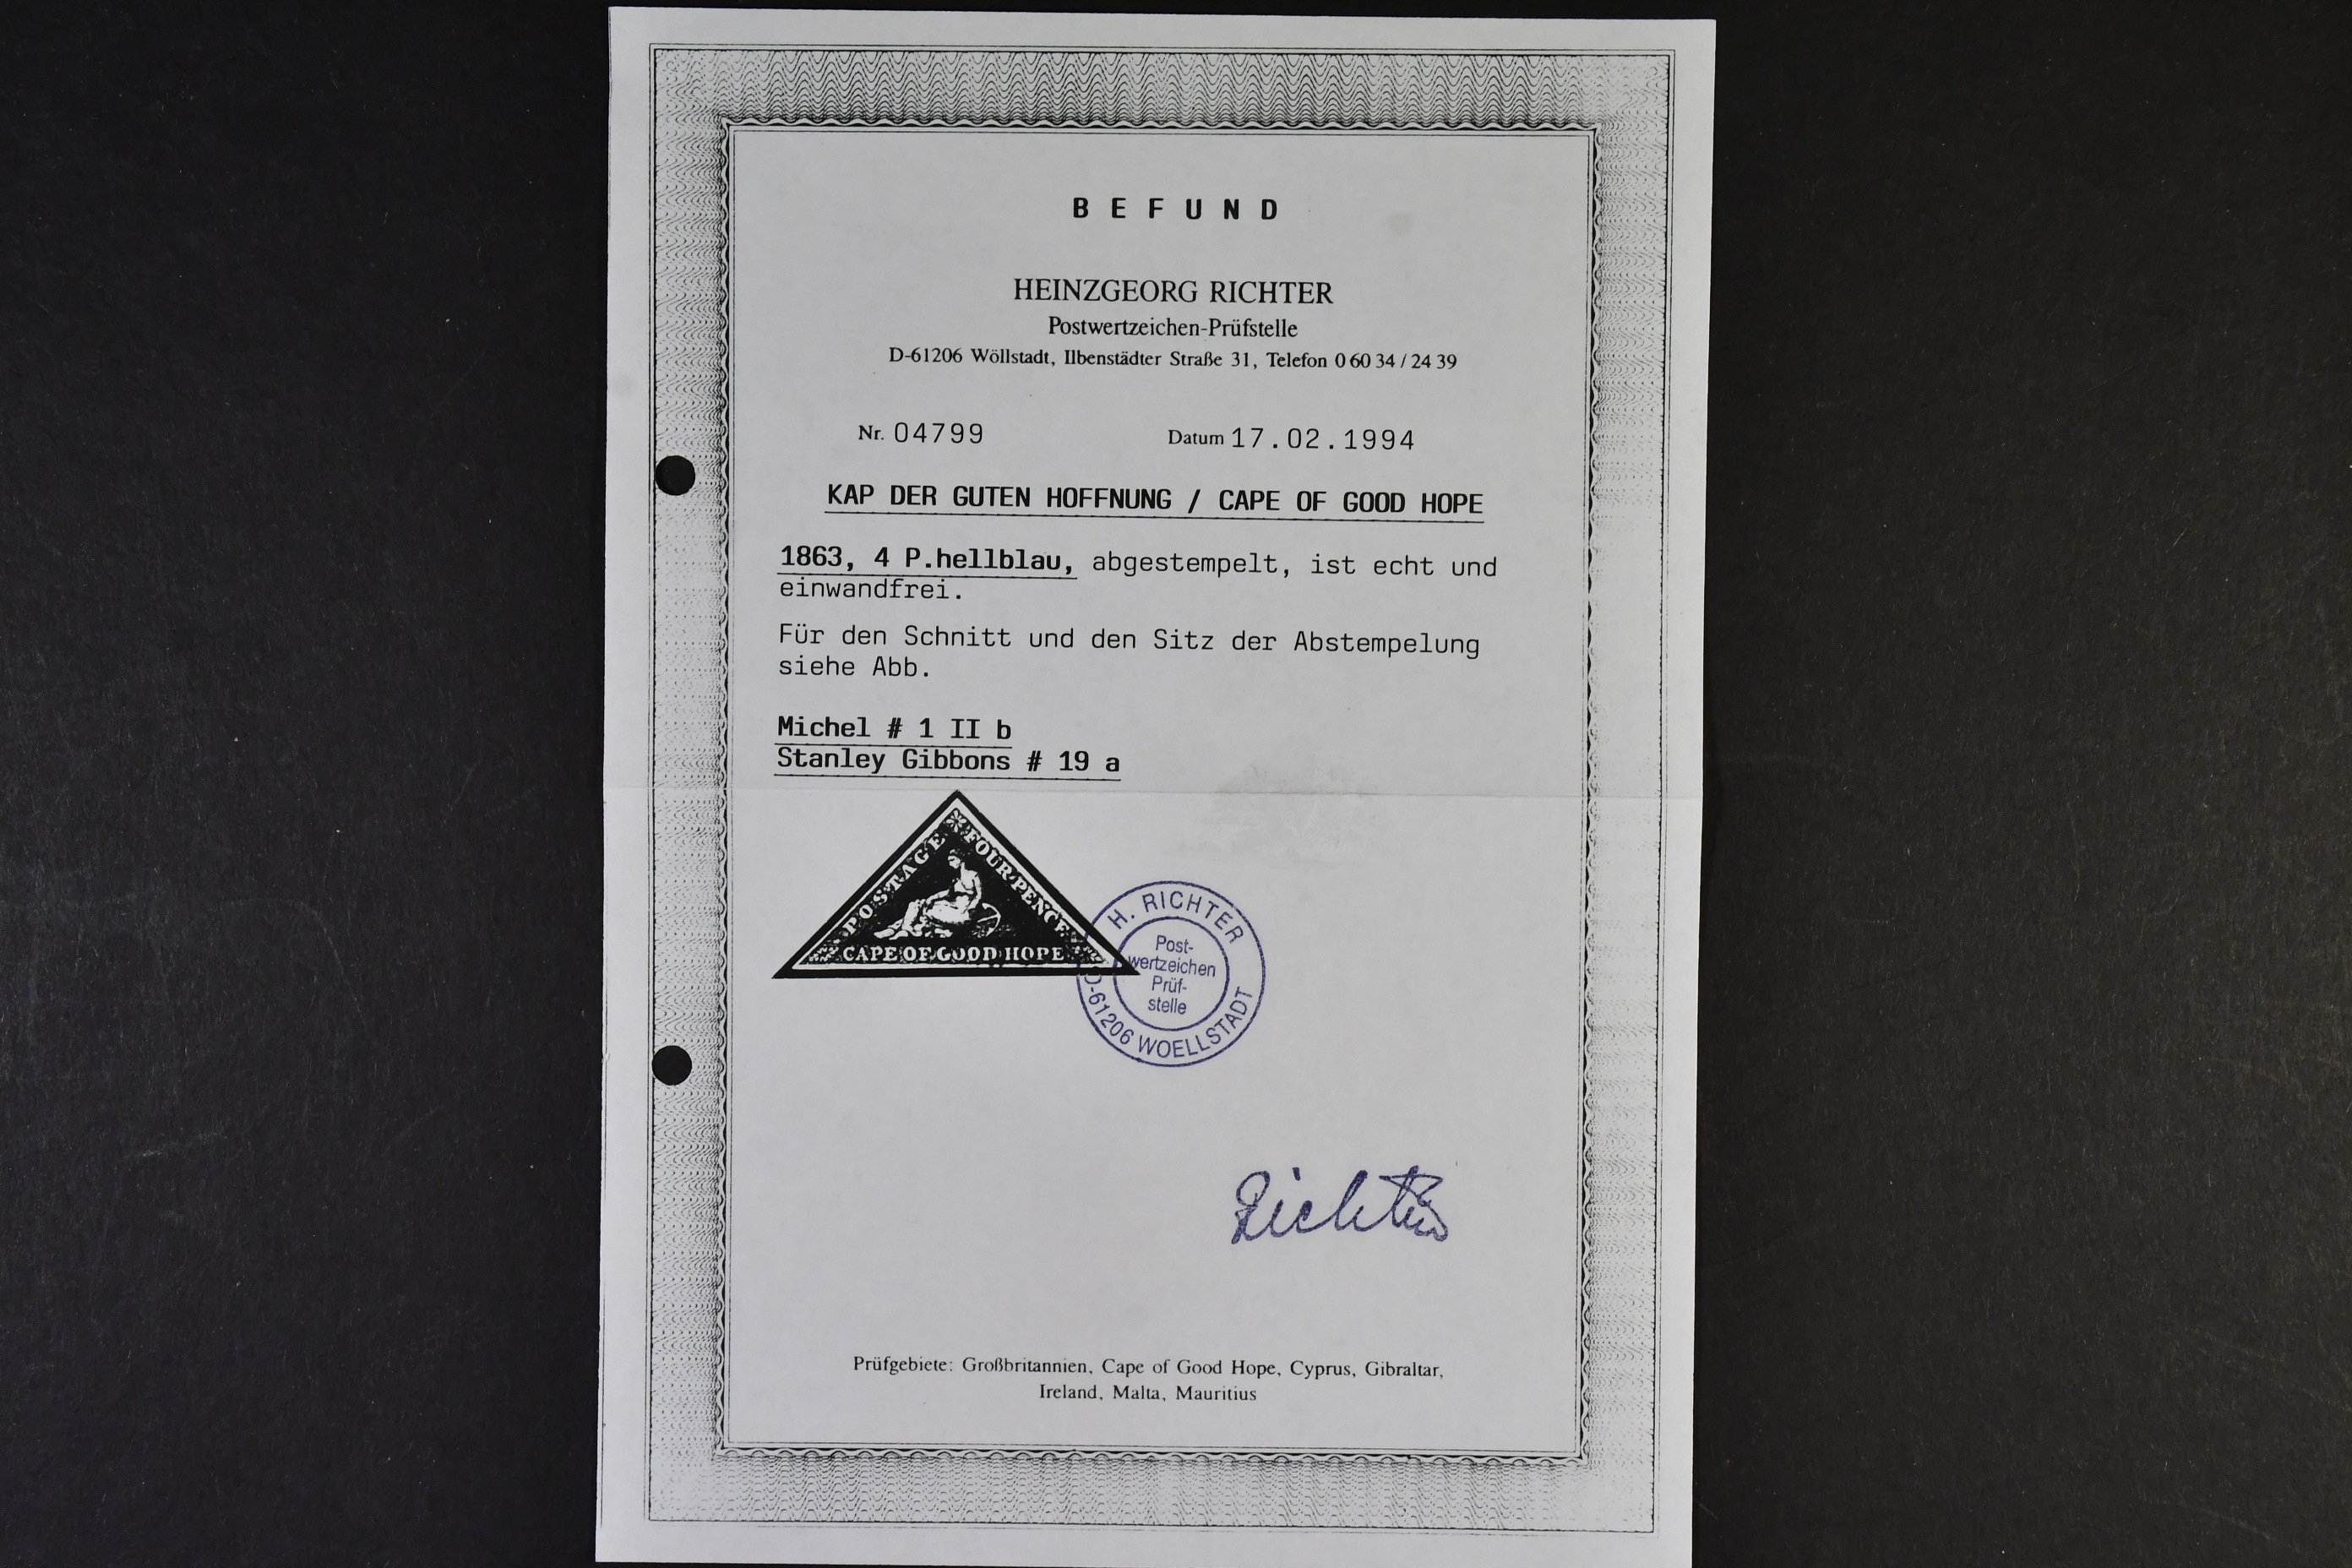 BEFUND
HEINZGEORG RICHTER
Postwertzeichen-Prüfstelle
D-61206 Wöllstadt, Ilbenstädter Straße 31, Telefon 0 60 34 / 24 39
Nr. 04799 Datum 17.02.1994
KAP DER GUTEN HOFFNUNG / CAPE OF GOOD HOPE
1863, 4 P.hellblau, abgestempelt, ist echt und
einwandfrei.
Für den Schnitt und den Sitz der Abstempelung
siehe Abb.
Michel # 1 II b
Stanley Gibbons # 19 a
POSTAGE
FOUR PENCE
CAPE OF GOOD HOPE
H. RICHTER
Post-
wertzeichen
Prüf-
stelle
D-61206 WOELLSTADT
Richter
Prüfgebiete: Großbritannien, Cape of Good Hope, Cyprus, Gibraltar,
Ireland, Malta, Mauritius